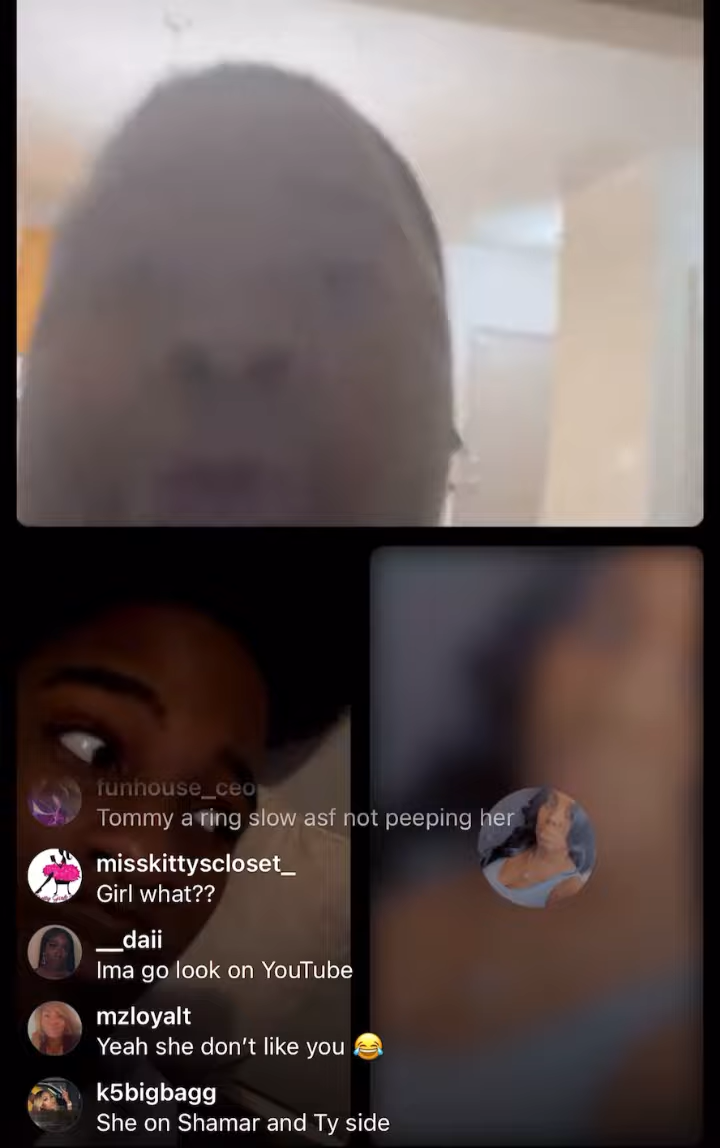 funhouse_ceo
Tommy a ring slow asf not peeping her
misskittyscloset_
Girl what??
__daii
Ima go look on YouTube
mzloyalt
Yeah she don’t like you 😂
k5bigbagg
She on Shamar and Ty side